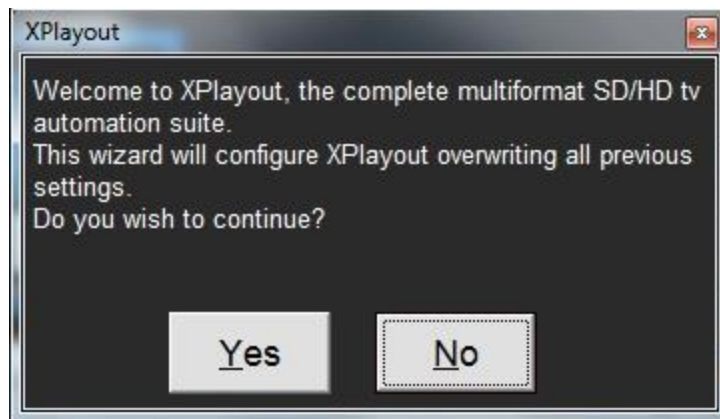 XPlayout
Welcome to XPlayout, the complete multiformat SD/HD tv
automation suite.
This wizard will configure XPlayout overwriting all previous
settings.
Do you wish to continue?
Yes
No